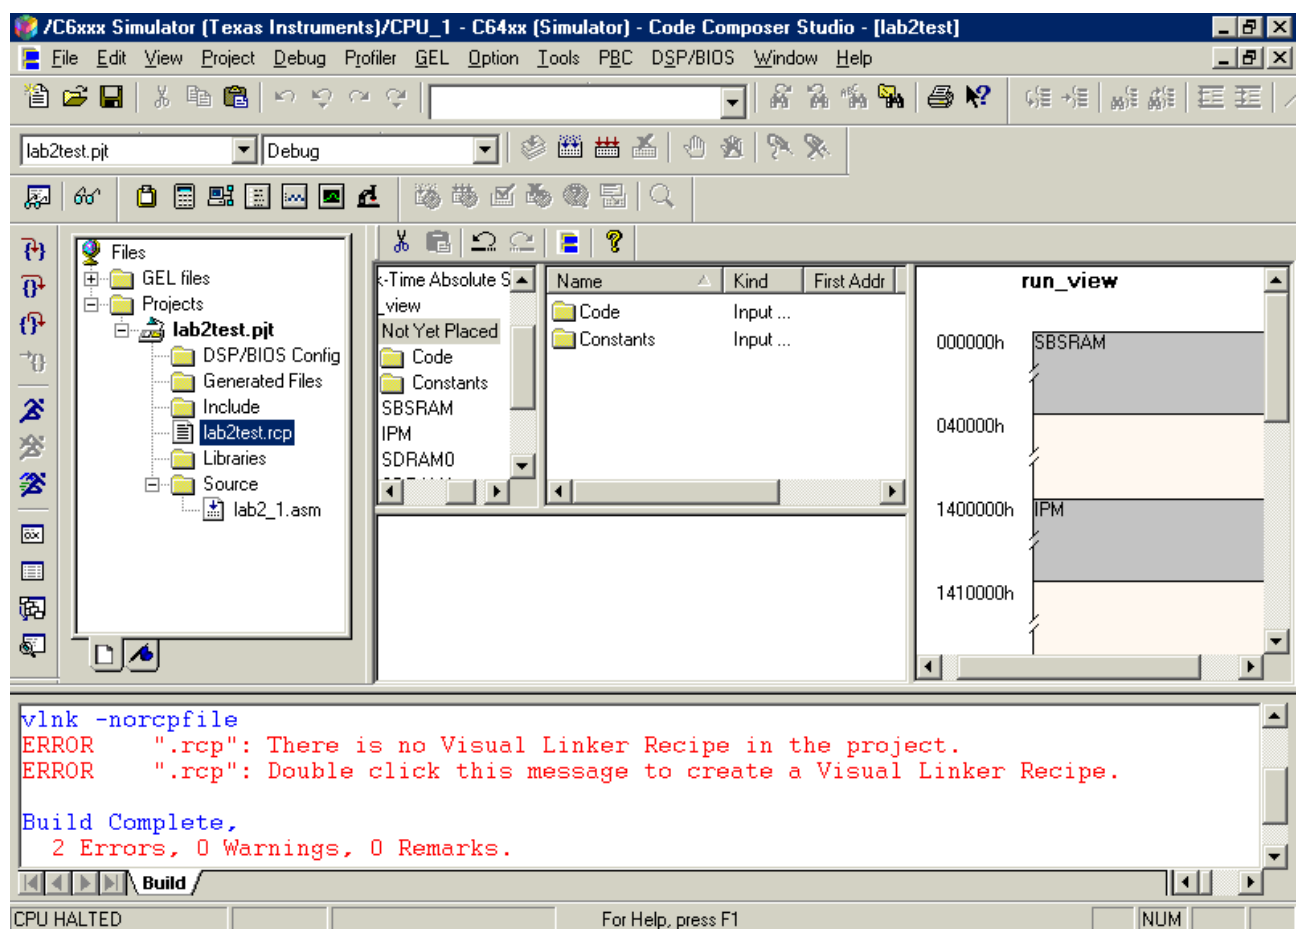 /C6xxx Simulator (Texas Instruments)/CPU_1 - C64xx (Simulator) - Code Composer Studio - [lab2test]
File Edit View Project Debug Profiler GEL Option Tools PBC DSP/BIOS Window Help
lab2test.pjt Debug
Files
GEL files
Projects
lab2test.pjt
DSP/BIOS Config
Generated Files
Include
lab2test.rcp
Libraries
Source
lab2_1.asm
k-Time Absolute S
_view
Not Yet Placed
Code
Constants
SBSRAM
IPM
SDRAM0
Name Kind First Addr
Code Input ...
Constants Input ...
run_view
000000h SBSRAM
040000h
1400000h IPM
1410000h
vlnk -norcpfile
ERROR ".rcp": There is no Visual Linker Recipe in the project.
ERROR ".rcp": Double click this message to create a Visual Linker Recipe.
Build Complete,
2 Errors, 0 Warnings, 0 Remarks.
Build
CPU HALTED For Help, press F1 NUM